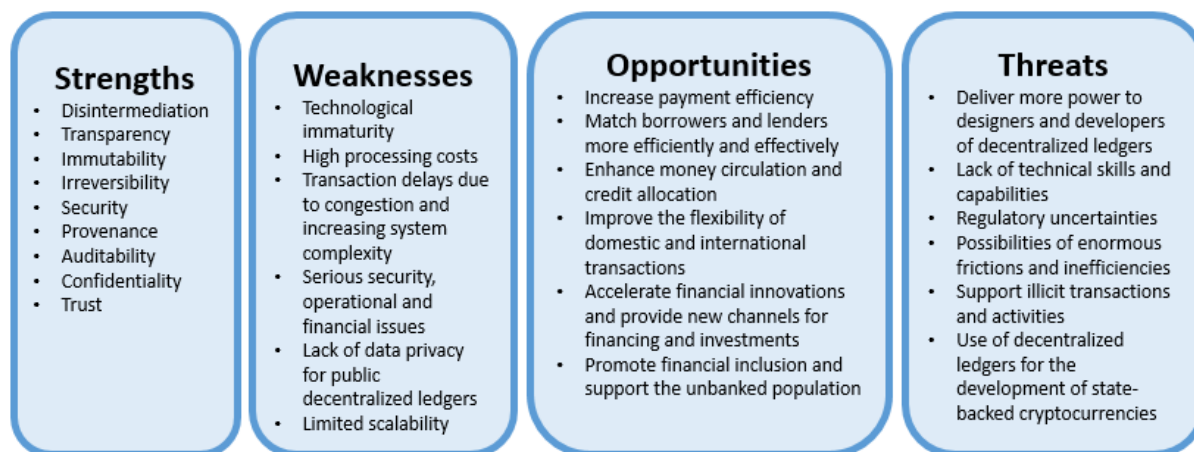 Strengths
• Disintermediation
• Transparency
• Immutability
• Irreversibility
• Security
• Provenance
• Auditability
• Confidentiality
• Trust
Weaknesses
• Technological
immaturity
• High processing costs
• Transaction delays due
to congestion and
increasing system
complexity
• Serious security,
operational and
financial issues
• Lack of data privacy
for public
decentralized ledgers
• Limited scalability
Opportunities
• Increase payment efficiency
• Match borrowers and lenders
more efficiently and effectively
• Enhance money circulation and
credit allocation
• Improve the flexibility of
domestic and international
transactions
• Accelerate financial innovations
and provide new channels for
financing and investments
• Promote financial inclusion and
support the unbanked population
Threats
• Deliver more power to
designers and developers
of decentralized ledgers
• Lack of technical skills and
capabilities
• Regulatory uncertainties
• Possibilities of enormous
frictions and inefficiencies
• Support illicit transactions
and activities
• Use of decentralized
ledgers for the
development of state-
backed cryptocurrencies